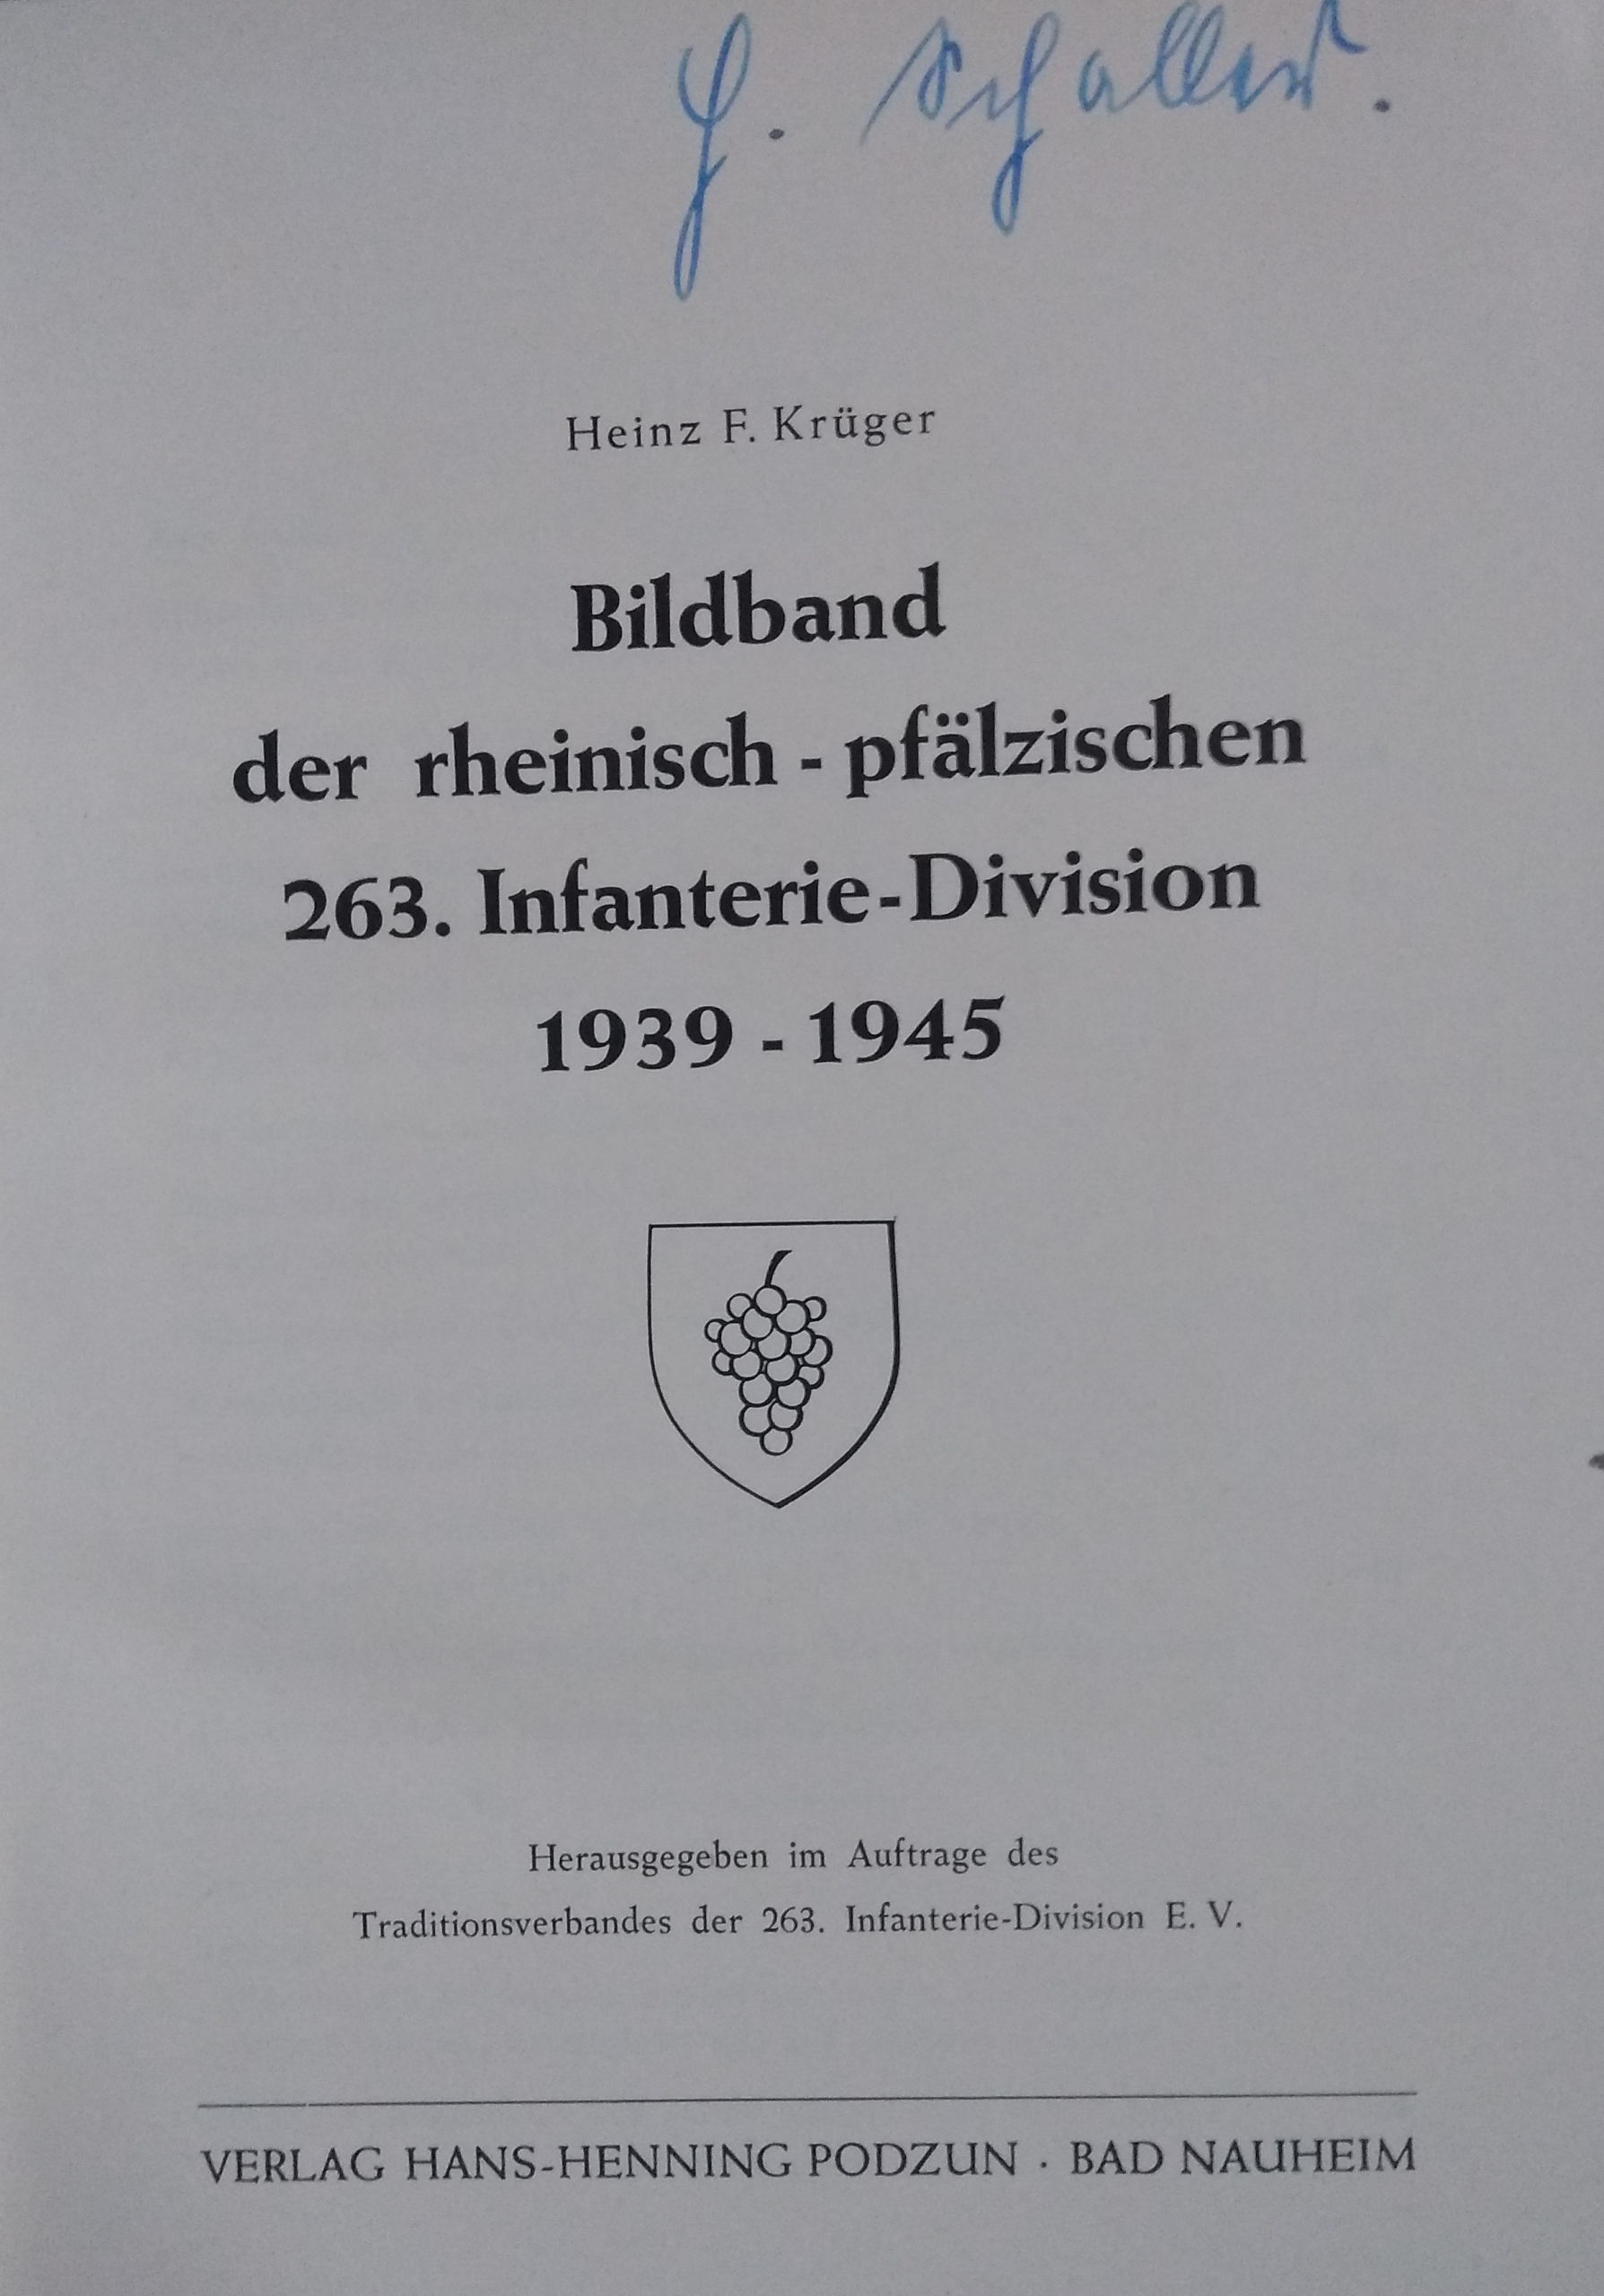 Heinz F. Krüger
Bildband
der rheinisch - pfälzischen
263. Infanterie-Division
1939 - 1945
Herausgegeben im Auftrage des
Traditionsverbandes der 263. Infanterie-Division E. V.
VERLAG HANS-HENNING PODZUN · BAD NAUHEIM